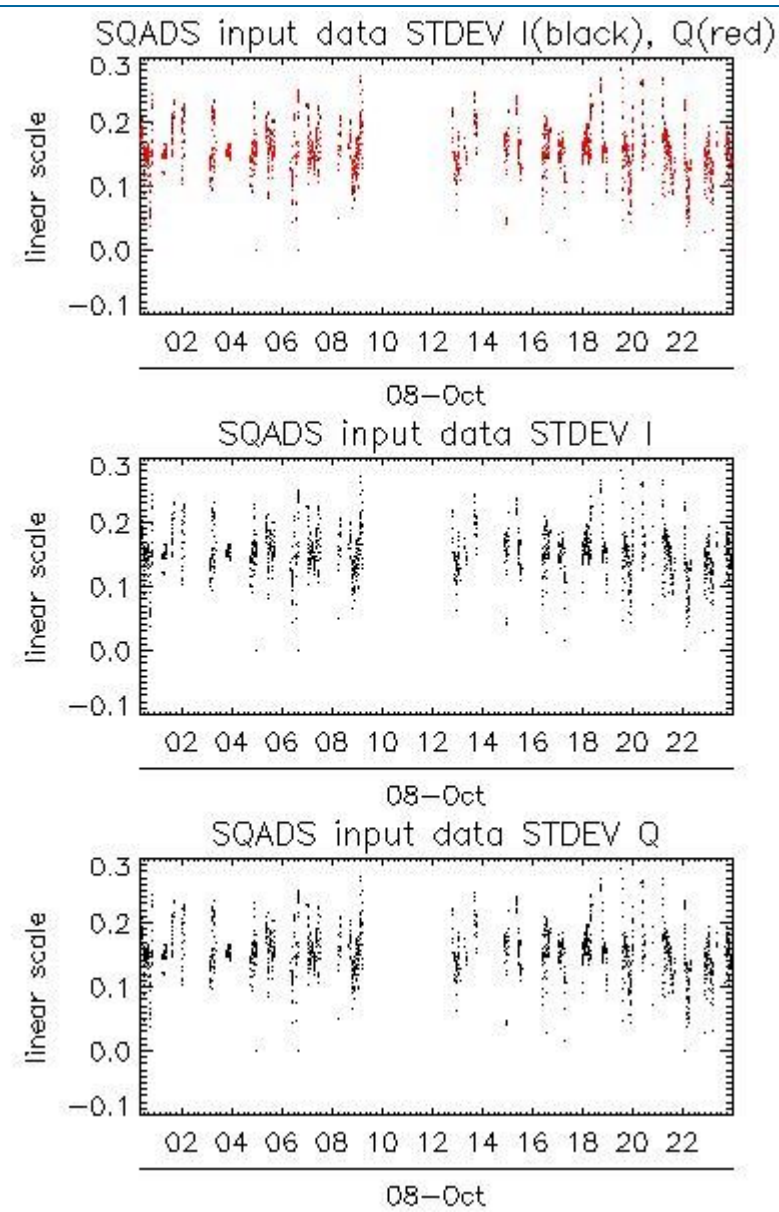 SQADS input data STDEV I(black), Q(red)
0.3
0.2
0.1
0.0
−0.1
linear scale
02 04 06 08 10 12 14 16 18 20 22
08−Oct
SQADS input data STDEV I
0.3
0.2
0.1
0.0
−0.1
linear scale
02 04 06 08 10 12 14 16 18 20 22
08−Oct
SQADS input data STDEV Q
0.3
0.2
0.1
0.0
−0.1
linear scale
02 04 06 08 10 12 14 16 18 20 22
08−Oct